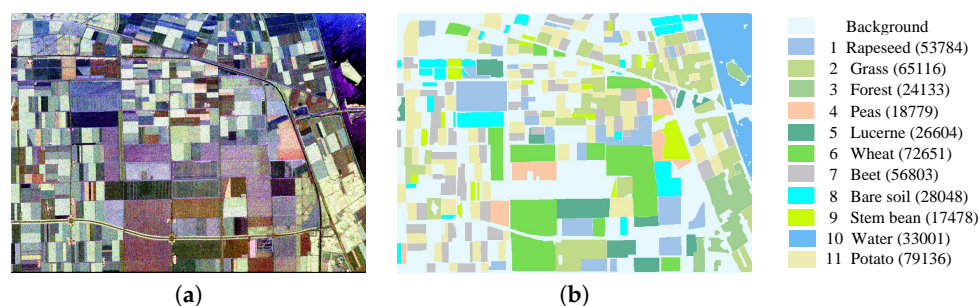 Background
1 Rapeseed (53784)
2 Grass (65116)
3 Forest (24133)
4 Peas (18779)
5 Lucerne (26604)
6 Wheat (72651)
7 Beet (56803)
8 Bare soil (28048)
9 Stem bean (17478)
10 Water (33001)
11 Potato (79136)
(a) (b)